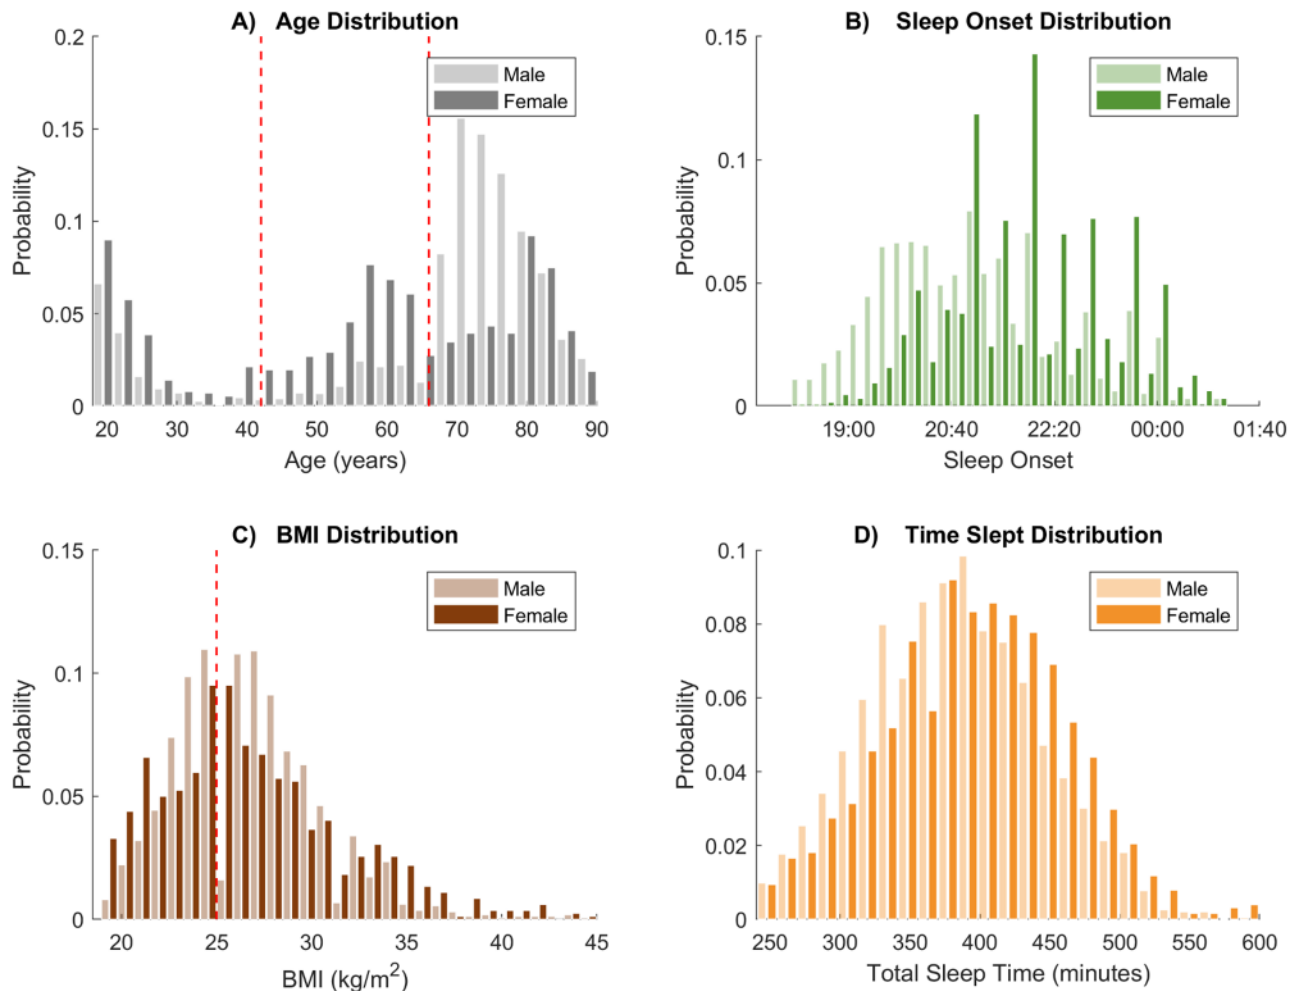 A) Age Distribution
0.2
0.15
0.1
0.05
0
Probability
Male
Female
20 30 40 50 60 70 80 90
Age (years)
B) Sleep Onset Distribution
0.15
0.1
0.05
0
Probability
Male
Female
19:00 20:40 22:20 00:00 01:40
Sleep Onset
C) BMI Distribution
0.15
0.1
0.05
0
Probability
Male
Female
20 25 30 35 40 45
BMI (kg/m²)
D) Time Slept Distribution
0.1
0.08
0.06
0.04
0.02
0
Probability
Male
Female
250 300 350 400 450 500 550 600
Total Sleep Time (minutes)